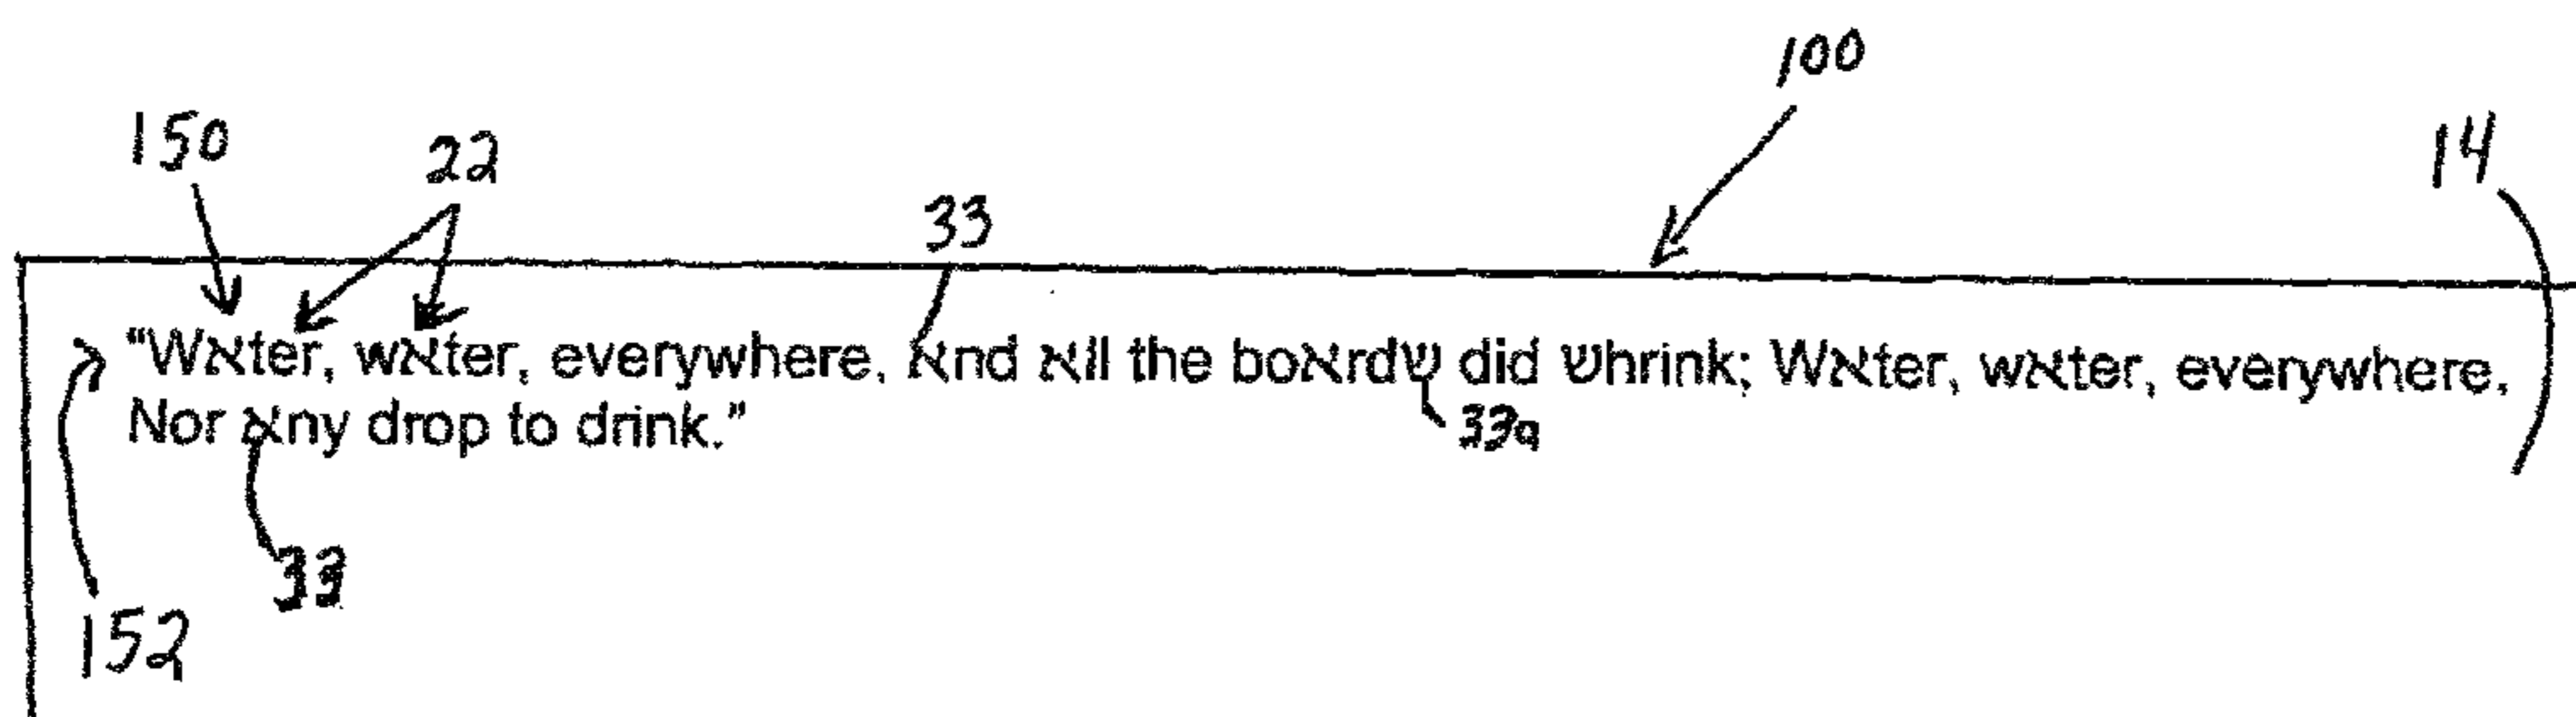 100
150
22
14
33
“Wאter, wאter, everywhere, אnd אll the boאrdש did שhrink; Wאter, wאter, everywhere,
Nor אny drop to drink.”
33a
33
152